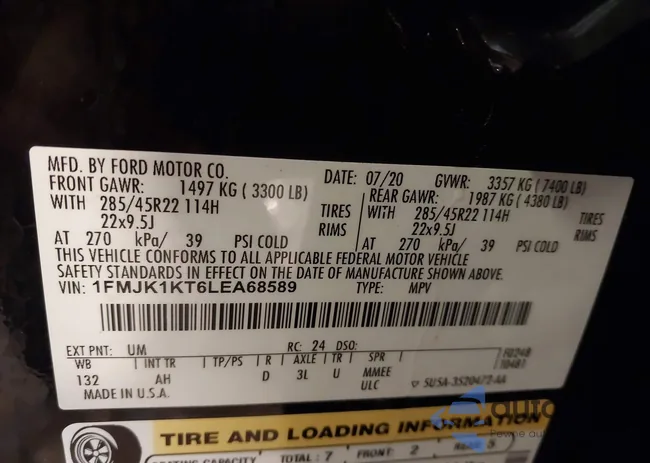 MFD. BY FORD MOTOR CO.
DATE: 07/20 GVWR: 3357 KG ( 7400 LB)
FRONT GAWR: 1497 KG ( 3300 LB) REAR GAWR: 1987 KG ( 4380 LB)
WITH 285/45R22 114H TIRES WITH 285/45R22 114H TIRES
22x9.5J RIMS 22x9.5J RIMS
AT 270 kPa/ 39 PSI COLD AT 270 kPa/ 39 PSI COLD
THIS VEHICLE CONFORMS TO ALL APPLICABLE FEDERAL MOTOR VEHICLE
SAFETY STANDARDS IN EFFECT ON THE DATE OF MANUFACTURE SHOWN ABOVE.
VIN: 1FMJK1KT6LEA68589 TYPE: MPV
EXT PNT: UM RC: 24 DSO:
WB INT TR TP/PS R AXLE TR SPR
132 AH D 3L U MMEE
ULC
MADE IN U.S.A. 5U5A-3520472-AA
TIRE AND LOADING INFORMATION
SEATING CAPACITY TOTAL: 7 FRONT: 2